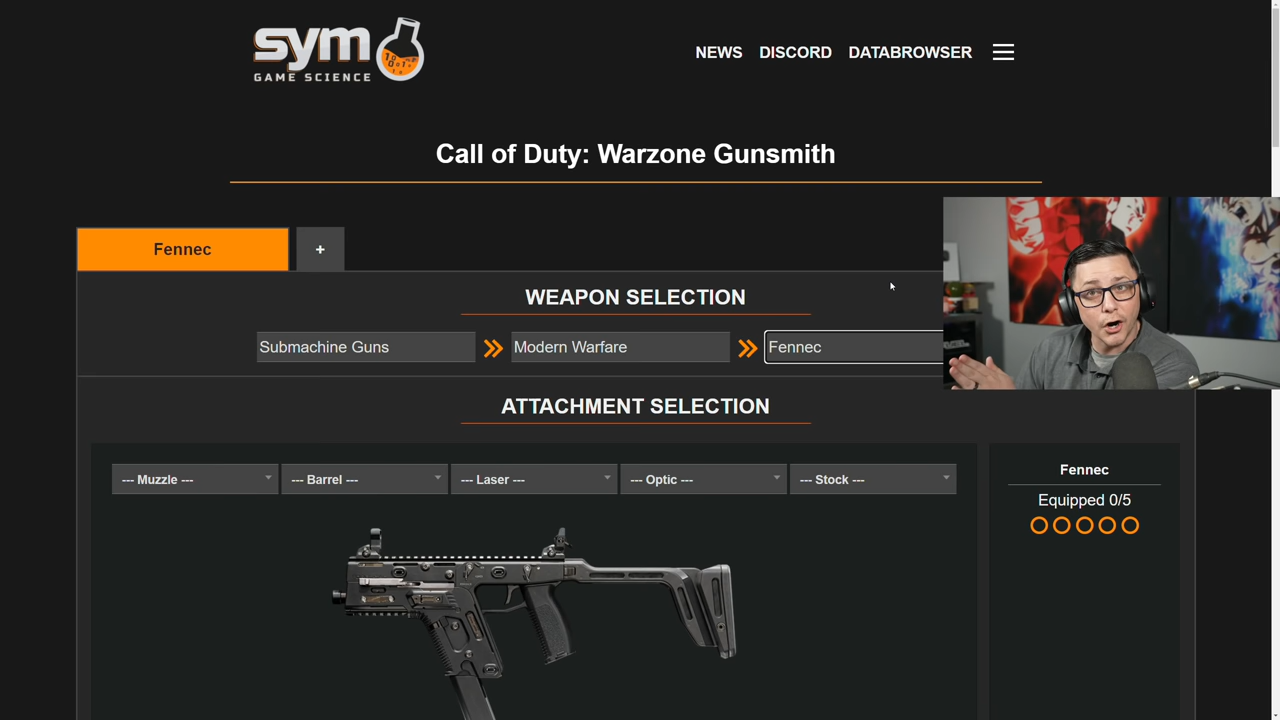 sym
GAME SCIENCE
NEWS DISCORD DATABROWSER
Call of Duty: Warzone Gunsmith
Fennec +
WEAPON SELECTION
Submachine Guns Modern Warfare Fennec
ATTACHMENT SELECTION
--- Muzzle --- --- Barrel --- --- Laser --- --- Optic --- --- Stock ---
Fennec
Equipped 0/5